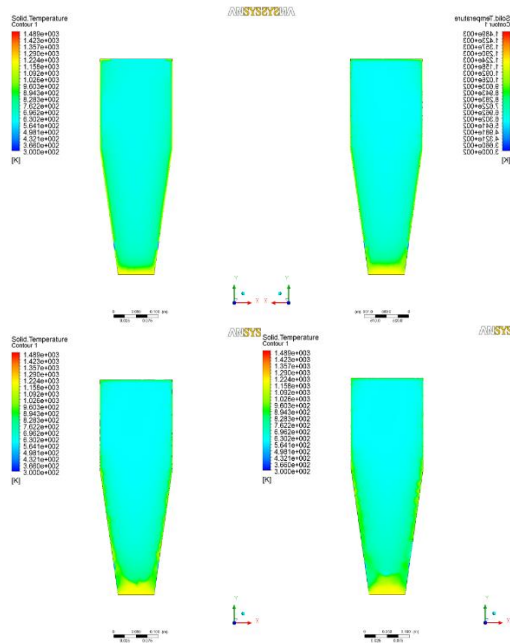 ANSYS
Solid.Temperature
Contour 1
1.489e+003
1.423e+003
1.357e+003
1.290e+003
1.224e+003
1.158e+003
1.092e+003
1.026e+003
9.603e+002
8.943e+002
8.283e+002
7.622e+002
6.962e+002
6.302e+002
5.641e+002
4.981e+002
4.321e+002
3.660e+002
3.000e+002
[K]
ANSYS
Solid.Temperature
Contour 1
1.489e+003
1.423e+003
1.357e+003
1.290e+003
1.224e+003
1.158e+003
1.092e+003
1.026e+003
9.603e+002
8.943e+002
8.283e+002
7.622e+002
6.962e+002
6.302e+002
5.641e+002
4.981e+002
4.321e+002
3.660e+002
3.000e+002
[K]
ANSYS
Solid.Temperature
Contour 1
1.489e+003
1.423e+003
1.357e+003
1.290e+003
1.224e+003
1.158e+003
1.092e+003
1.026e+003
9.603e+002
8.943e+002
8.283e+002
7.622e+002
6.962e+002
6.302e+002
5.641e+002
4.981e+002
4.321e+002
3.660e+002
3.000e+002
[K]
ANSYS
Solid.Temperature
Contour 1
1.489e+003
1.423e+003
1.357e+003
1.290e+003
1.224e+003
1.158e+003
1.092e+003
1.026e+003
9.603e+002
8.943e+002
8.283e+002
7.622e+002
6.962e+002
6.302e+002
5.641e+002
4.981e+002
4.321e+002
3.660e+002
3.000e+002
[K]